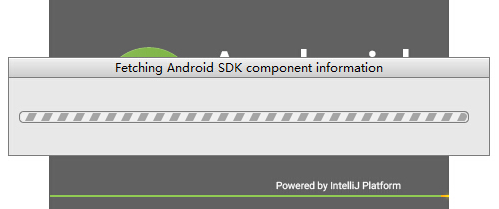 Fetching Android SDK component information
Powered by IntelliJ Platform